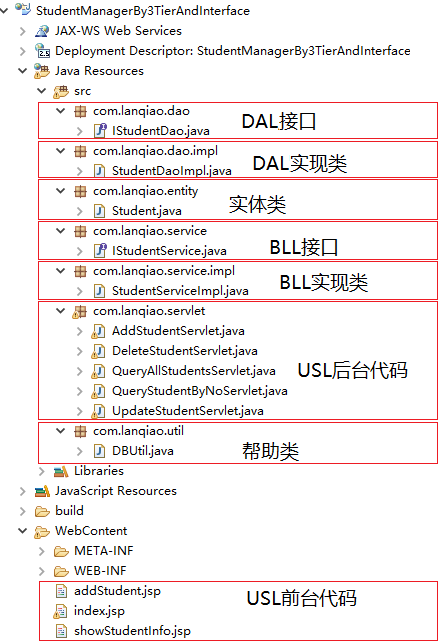 StudentManagerBy3TierAndInterface
JAX-WS Web Services
Deployment Descriptor: StudentManagerBy3TierAndInterface
Java Resources
src
com.lanqiao.dao
IStudentDao.java
DAL接口
com.lanqiao.dao.impl
StudentDaoImpl.java
DAL实现类
com.lanqiao.entity
Student.java
实体类
com.lanqiao.service
IStudentService.java
BLL接口
com.lanqiao.service.impl
StudentServiceImpl.java
BLL实现类
com.lanqiao.servlet
AddStudentServlet.java
DeleteStudentServlet.java
QueryAllStudentsServlet.java
USL后台代码
QueryStudentByNoServlet.java
UpdateStudentServlet.java
com.lanqiao.util
DBUtil.java
帮助类
Libraries
JavaScript Resources
build
WebContent
META-INF
WEB-INF
addStudent.jsp
index.jsp
USL前台代码
showStudentInfo.jsp